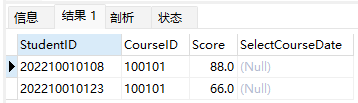 信息 结果 1 剖析 状态
StudentID CourseID Score SelectCourseDate
202210010108 100101 88.0 (Null)
202210010123 100101 66.0 (Null)